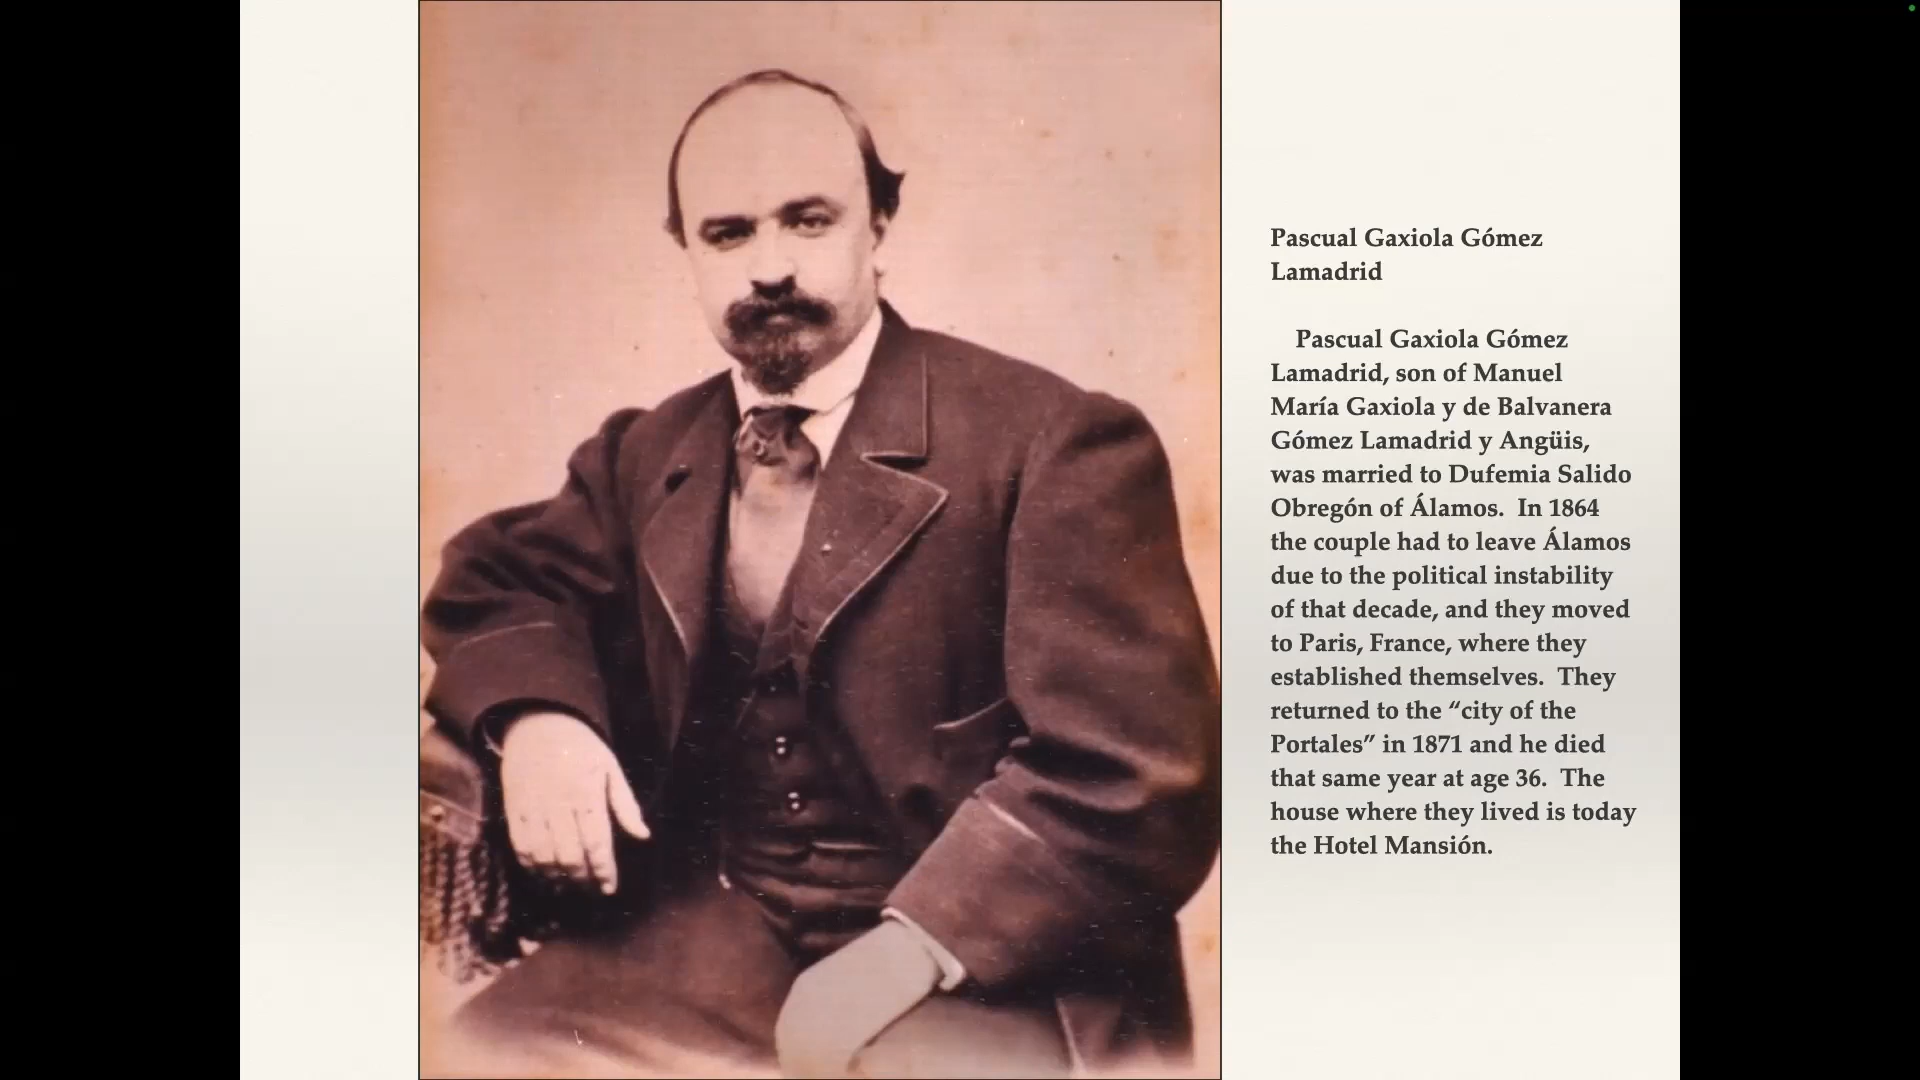 Pascual Gaxiola Gómez
Lamadrid
Pascual Gaxiola Gómez
Lamadrid, son of Manuel
María Gaxiola y de Balvanera
Gómez Lamadrid y Angüis,
was married to Dufemia Salido
Obregón of Álamos.  In 1864
the couple had to leave Álamos
due to the political instability
of that decade, and they moved
to Paris, France, where they
established themselves.  They
returned to the “city of the
Portales” in 1871 and he died
that same year at age 36.  The
house where they lived is today
the Hotel Mansión.